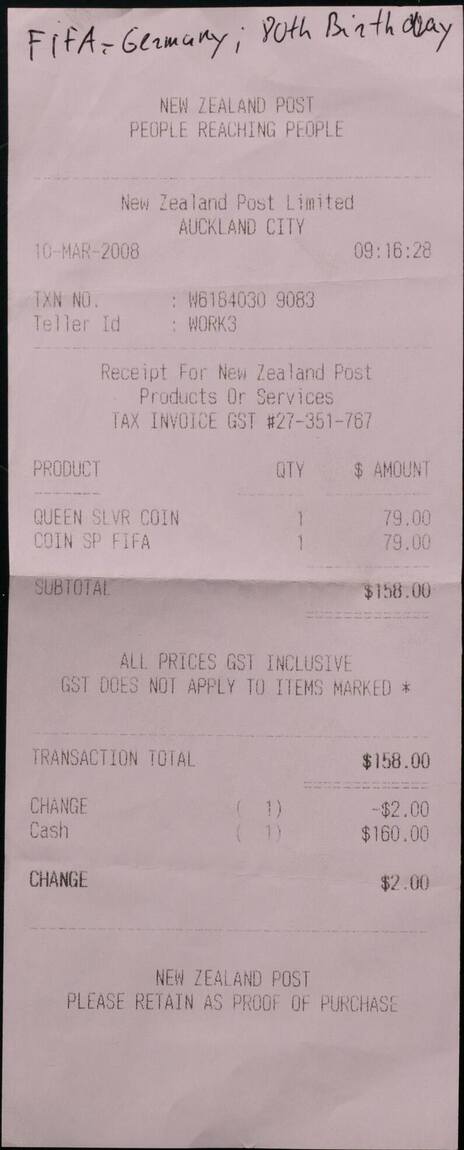 FifA - Germany; 80th Birthday
NEW ZEALAND POST
PEOPLE REACHING PEOPLE
New Zealand Post Limited
AUCKLAND CITY
10-MAR-2008 09:16:28
TXN NO. : W6184030 9083
Teller Id : WORK3
Receipt For New Zealand Post
Products Or Services
TAX INVOICE GST #27-351-767
PRODUCT QTY $ AMOUNT
QUEEN SLVR COIN 1 79.00
COIN SP FIFA 1 79.00
SUBTOTAL $158.00
ALL PRICES GST INCLUSIVE
GST DOES NOT APPLY TO ITEMS MARKED *
TRANSACTION TOTAL $158.00
CHANGE ( 1) -$2.00
Cash ( 1) $160.00
CHANGE $2.00
NEW ZEALAND POST
PLEASE RETAIN AS PROOF OF PURCHASE